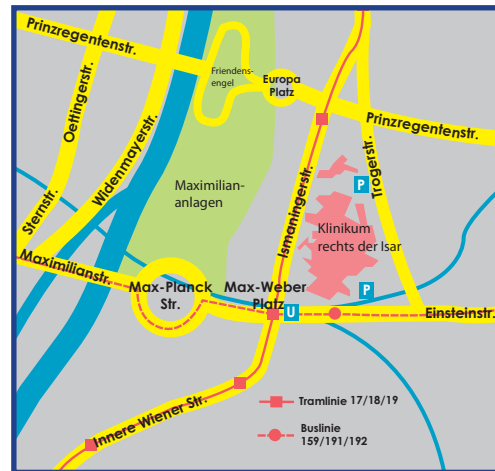 Prinzregentenstr.
Oettingerstr.
Sternstr.
Widenmayerstr.
Friendens-
engel
Europa
Platz
Prinzregentenstr.
Ismaningerstr.
Trogerstr.
Maximilian-
anlagen
P
Klinikum
rechts der Isar
Maximilianstr.
Max-Planck
Str.
Max-Weber
Platz
U
P
Einsteinstr.
Innere Wiener Str.
Tramlinie 17/18/19
Buslinie
159/191/192